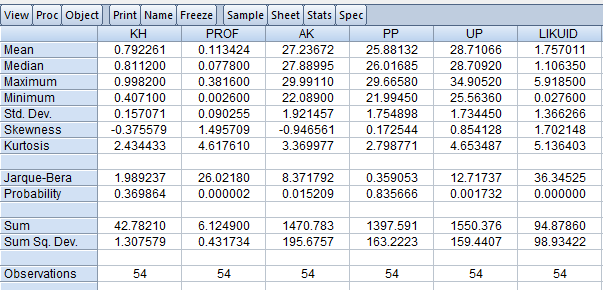 View Proc Object Print Name Freeze Sample Sheet Stats Spec
KH PROF AK PP UP LIKUID
Mean 0.792261 0.113424 27.23672 25.88132 28.71066 1.757011
Median 0.811200 0.077800 27.88995 26.01685 28.70920 1.106350
Maximum 0.998200 0.381600 29.99110 29.66580 34.90520 5.918500
Minimum 0.407100 0.002600 22.08900 21.99450 25.56360 0.027600
Std. Dev. 0.157071 0.090255 1.921457 1.754898 1.734450 1.366266
Skewness -0.375579 1.495709 -0.946561 0.172544 0.854128 1.702148
Kurtosis 2.434433 4.617610 3.369977 2.798771 4.653487 5.136403
Jarque-Bera 1.989237 26.02180 8.371792 0.359053 12.71737 36.34525
Probability 0.369864 0.000002 0.015209 0.835666 0.001732 0.000000
Sum 42.78210 6.124900 1470.783 1397.591 1550.376 94.87860
Sum Sq. Dev. 1.307579 0.431734 195.6757 163.2223 159.4407 98.93422
Observations 54 54 54 54 54 54